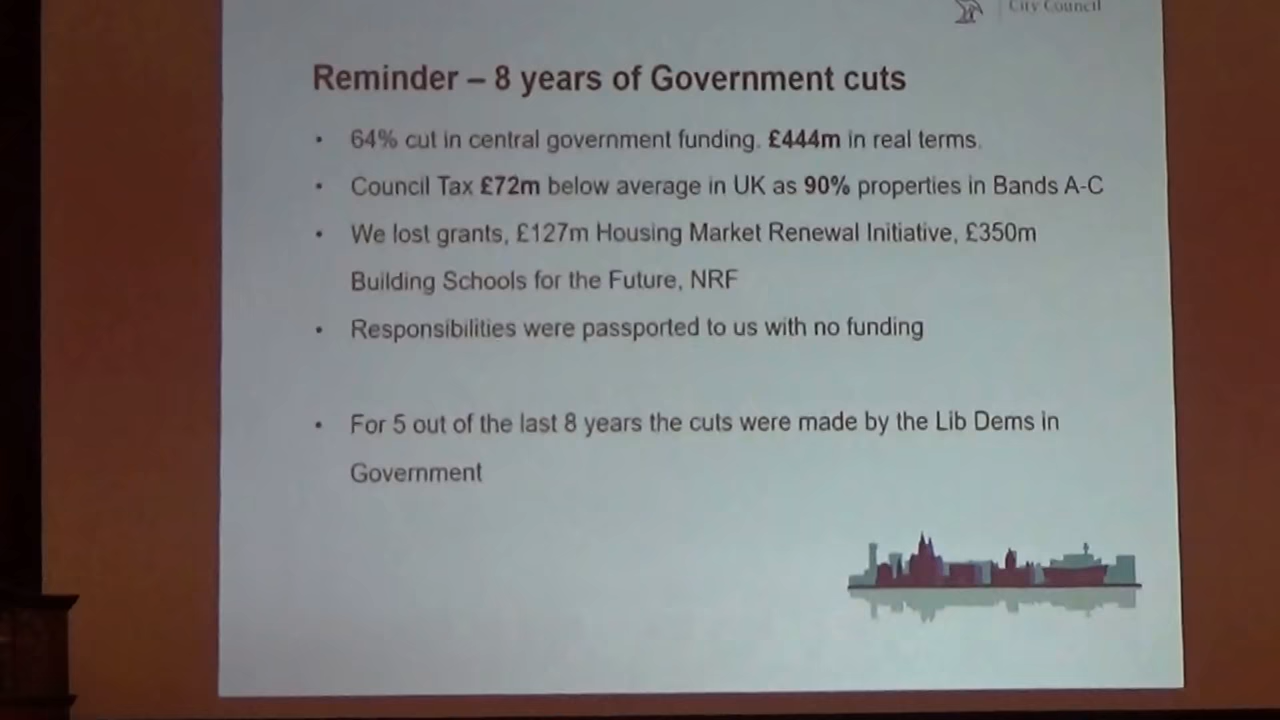 City Council
Reminder – 8 years of Government cuts
• 64% cut in central government funding. £444m in real terms.
• Council Tax £72m below average in UK as 90% properties in Bands A-C
• We lost grants, £127m Housing Market Renewal Initiative, £350m
Building Schools for the Future, NRF
• Responsibilities were passported to us with no funding
• For 5 out of the last 8 years the cuts were made by the Lib Dems in
Government